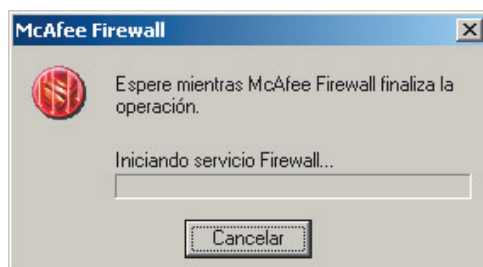 McAfee Firewall
Espere mientras McAfee Firewall finaliza la
operación.
Iniciando servicio Firewall...
Cancelar